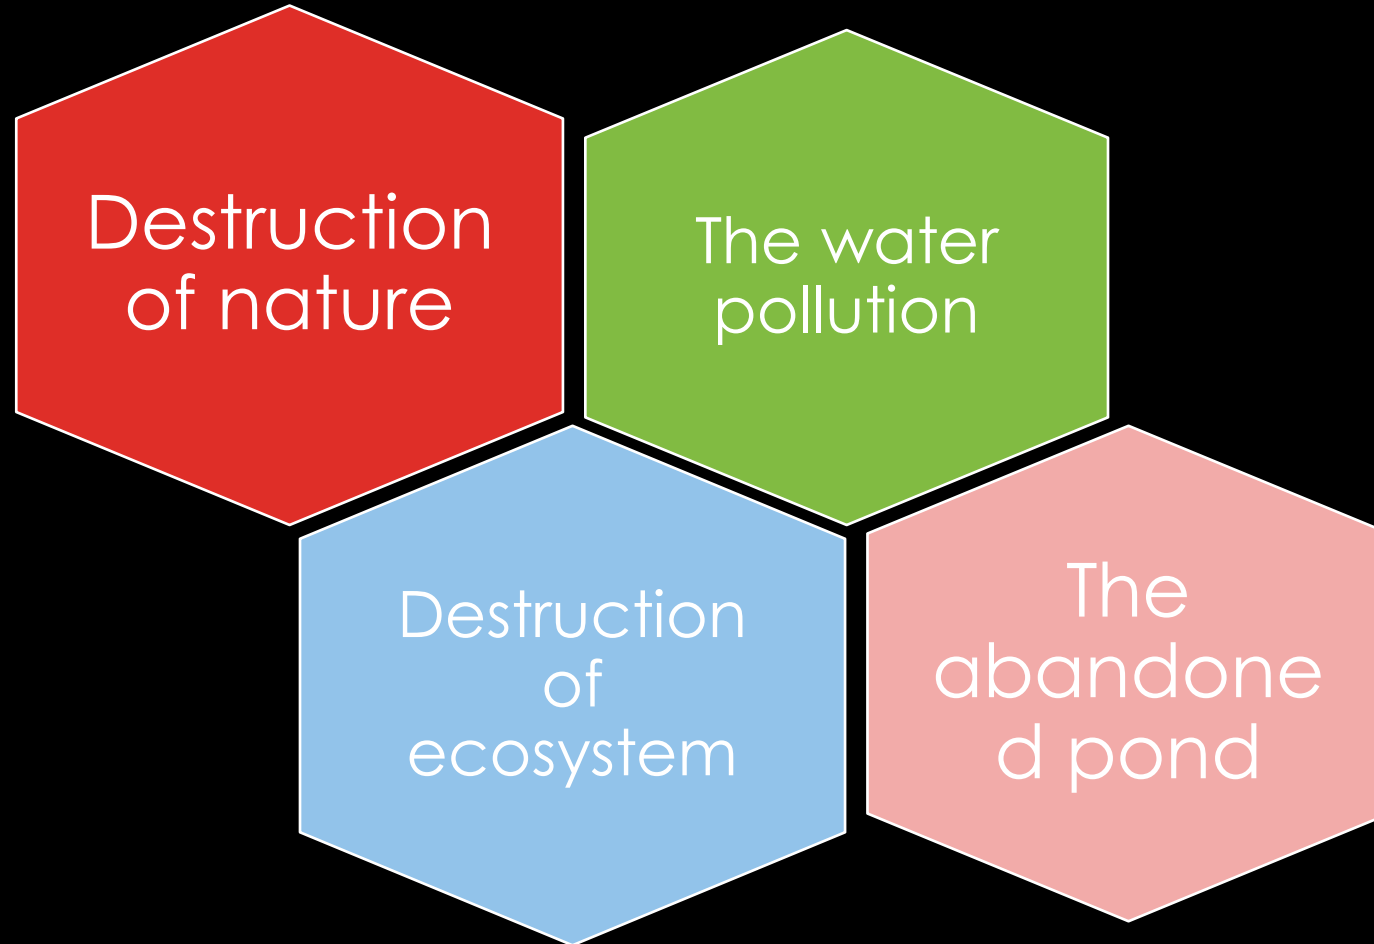 Destruction
of nature
The water
pollution
Destruction
of
ecosystem
The
abandone
d pond